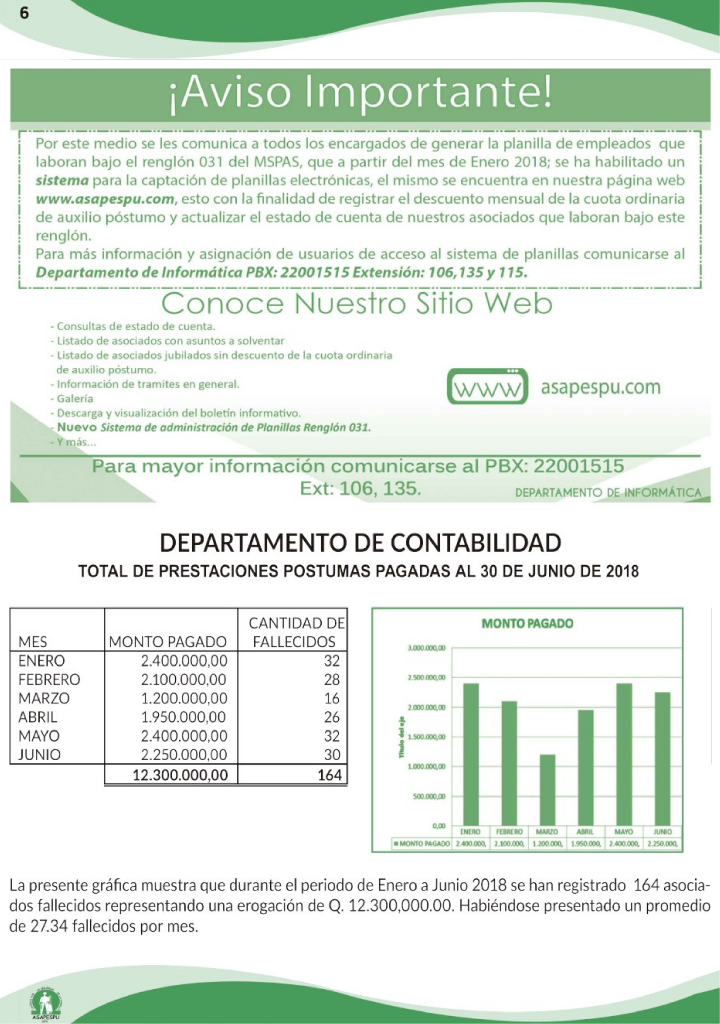 6
¡Aviso Importante!
Por este medio se les comunica a todos los encargados de generar la planilla de empleados que
laboran bajo el renglón 031 del MSPAS, que a partir del mes de Enero 2018; se ha habilitado un
sistema para la captación de planillas electrónicas, el mismo se encuentra en nuestra página web
www.asapespu.com, esto con la finalidad de registrar el descuento mensual de la cuota ordinaria
de auxilio póstumo y actualizar el estado de cuenta de nuestros asociados que laboran bajo este
renglón.
Para más información y asignación de usuarios de acceso al sistema de planillas comunicarse al
Departamento de Informática PBX: 22001515 Extensión: 106,135 y 115.
Conoce Nuestro Sitio Web
- Consultas de estado de cuenta.
- Listado de asociados con asuntos a solventar
- Listado de asociados jubilados sin descuento de la cuota ordinaria
de auxilio póstumo.
- Información de tramites en general.
- Galería
- Descarga y visualización del boletín informativo.
- Nuevo Sistema de administración de Planillas Renglón 031.
- Y más...
www asapespu.com
Para mayor información comunicarse al PBX: 22001515
Ext: 106, 135.
DEPARTAMENTO DE INFORMÁTICA
DEPARTAMENTO DE CONTABILIDAD
TOTAL DE PRESTACIONES POSTUMAS PAGADAS AL 30 DE JUNIO DE 2018
MES MONTO PAGADO CANTIDAD DE FALLECIDOS
ENERO 2.400.000,00 32
FEBRERO 2.100.000,00 28
MARZO 1.200.000,00 16
ABRIL 1.950.000,00 26
MAYO 2.400.000,00 32
JUNIO 2.250.000,00 30
12.300.000,00 164
MONTO PAGADO
Título del eje
3.000.000,00
2.500.000,00
2.000.000,00
1.500.000,00
1.000.000,00
500.000,00
0,00
ENERO FEBRERO MARZO ABRIL MAYO JUNIO
MONTO PAGADO 2.400.000, 2.100.000, 1.200.000, 1.950.000, 2.400.000, 2.250.000,
La presente gráfica muestra que durante el periodo de Enero a Junio 2018 se han registrado 164 asocia-
dos fallecidos representando una erogación de Q. 12.300,000.00. Habiéndose presentado un promedio
de 27.34 fallecidos por mes.
ASAPESPU